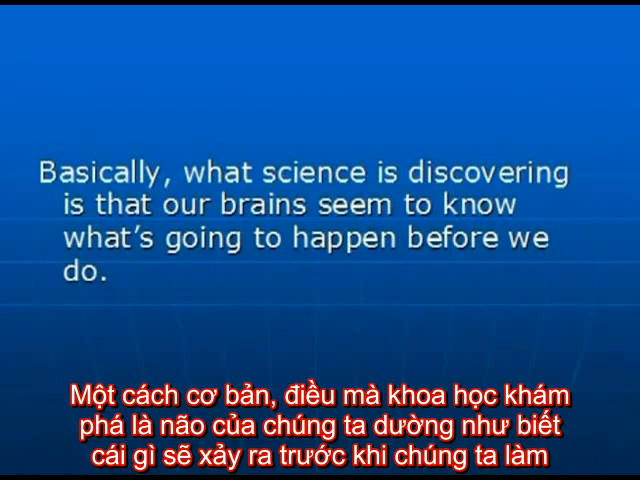 Basically, what science is discovering
is that our brains seem to know
what's going to happen before we
do.
Một cách cơ bản, điều mà khoa học khám
phá là não của chúng ta dường như biết
cái gì sẽ xảy ra trước khi chúng ta làm